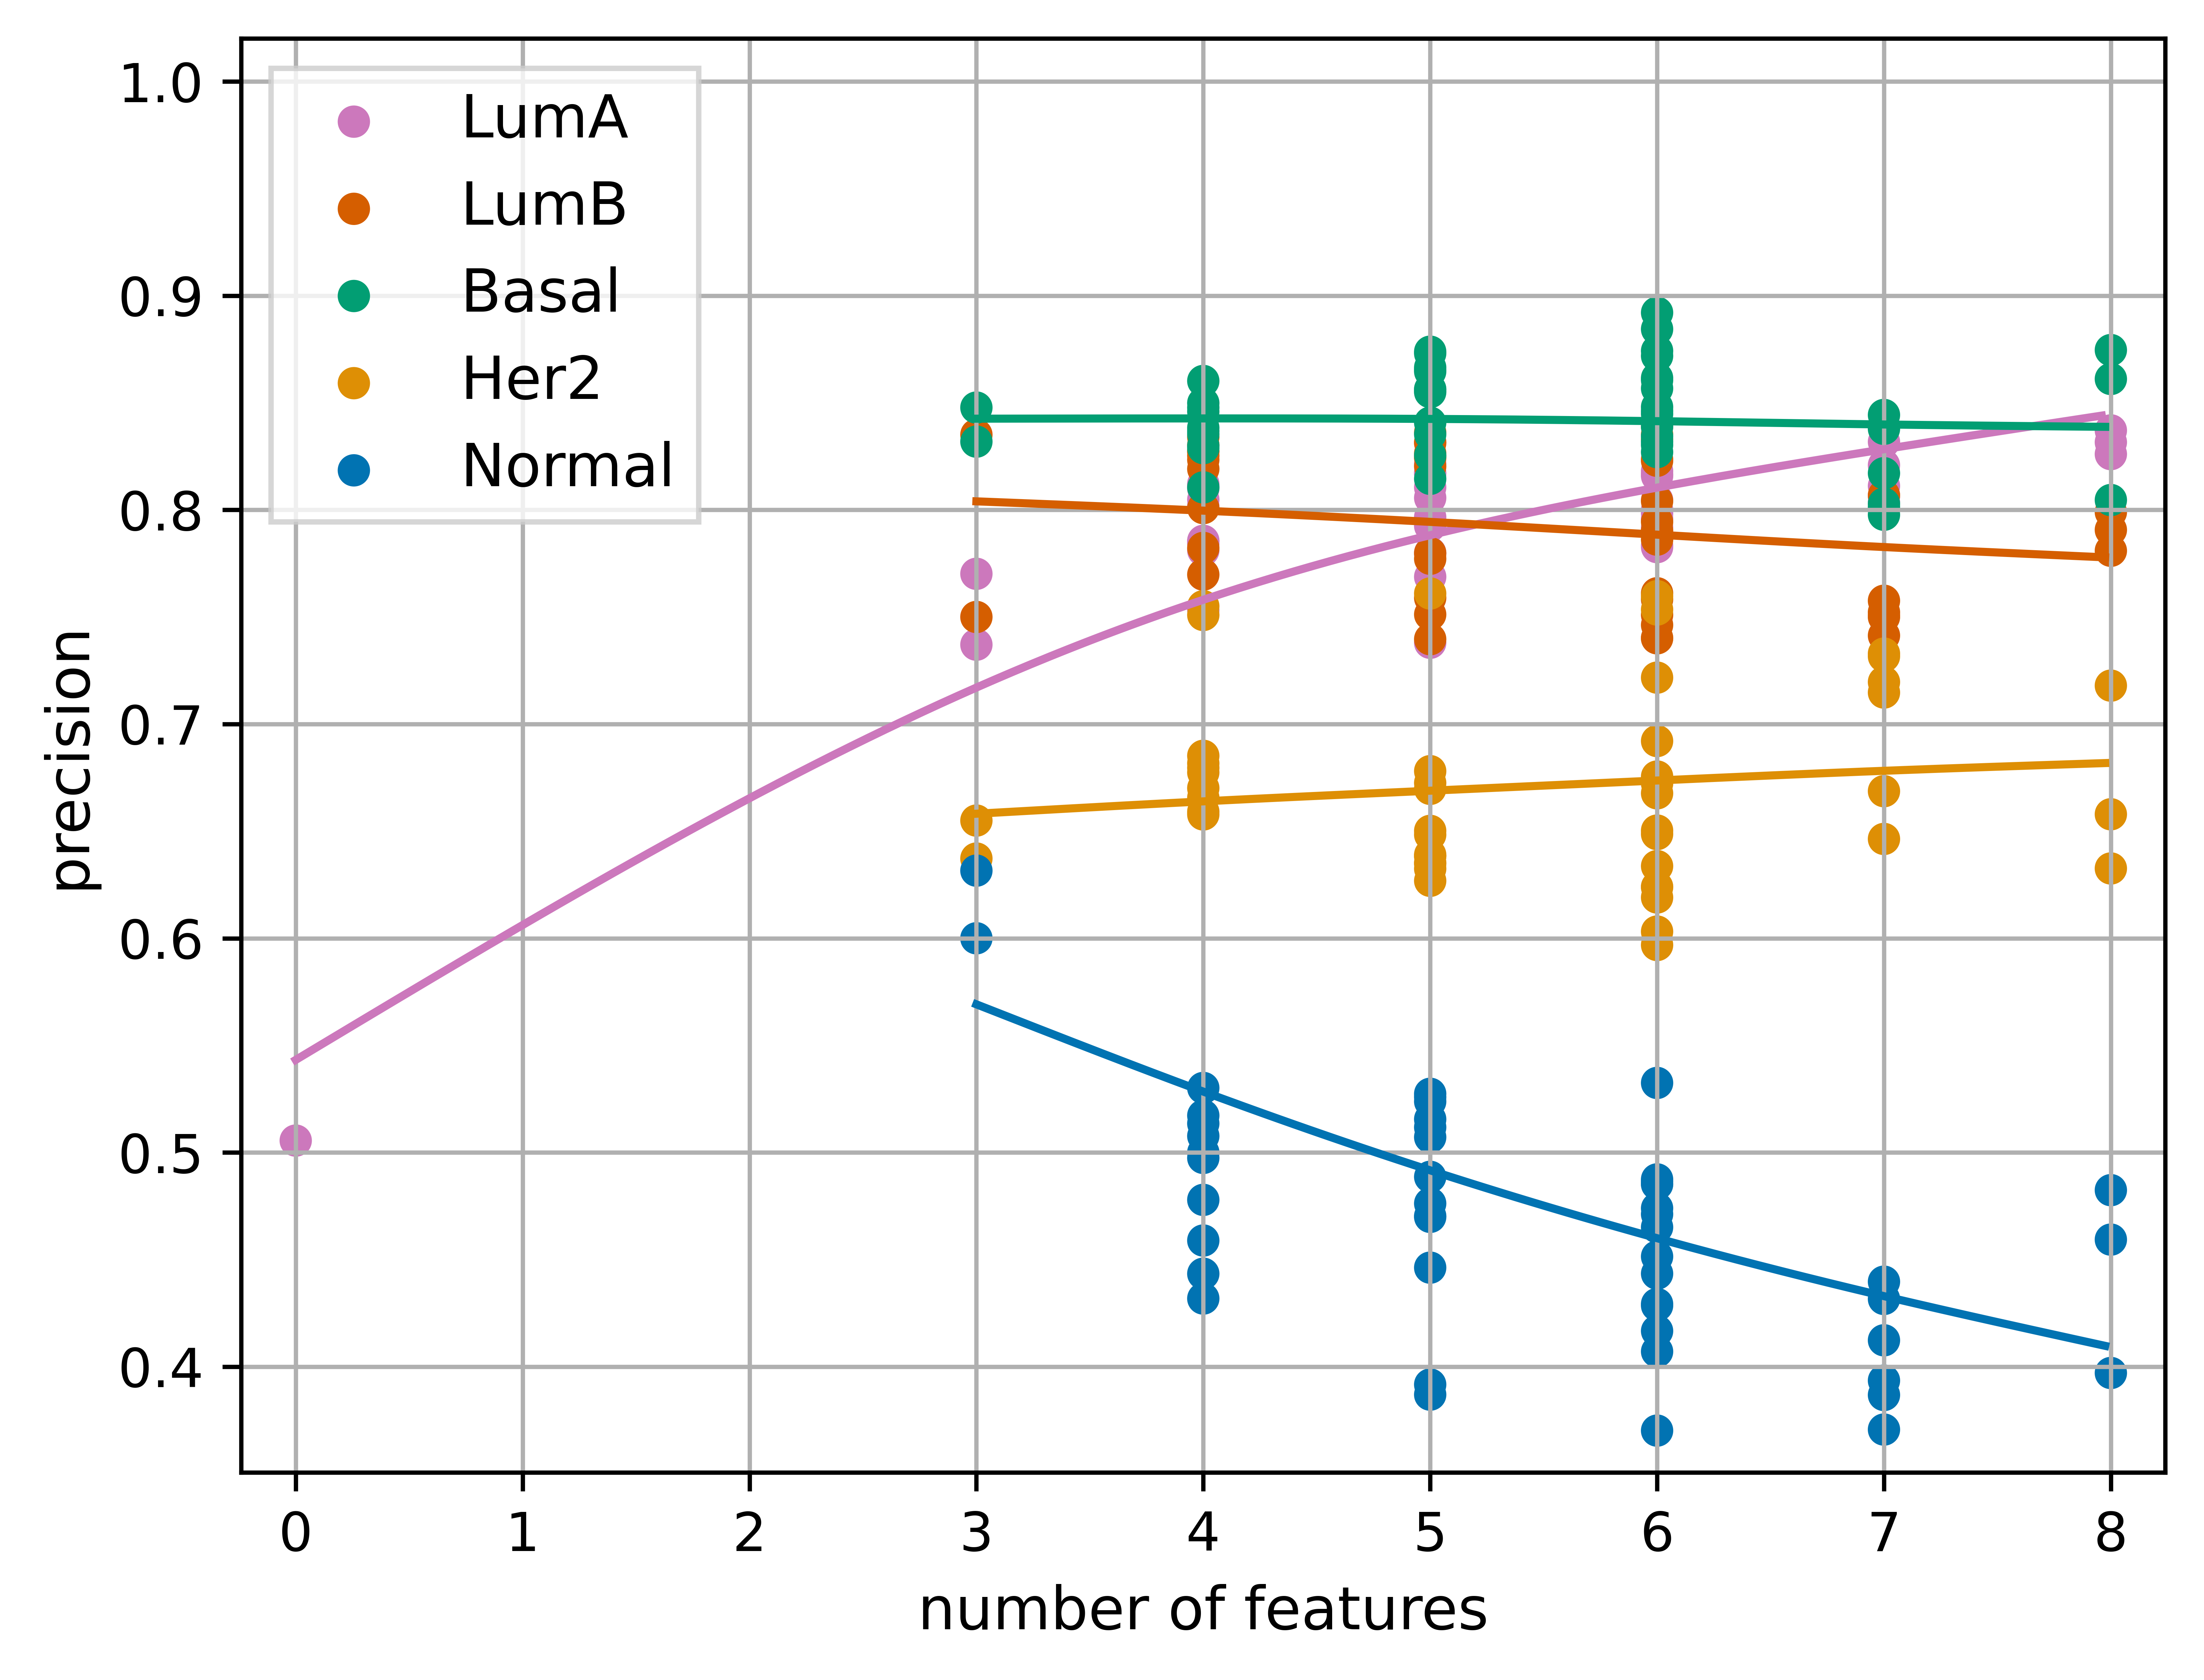 1.0
0.9
0.8
0.7
0.6
0.5
0.4
precision
LumA
LumB
Basal
Her2
Normal
0 1 2 3 4 5 6 7 8
number of features